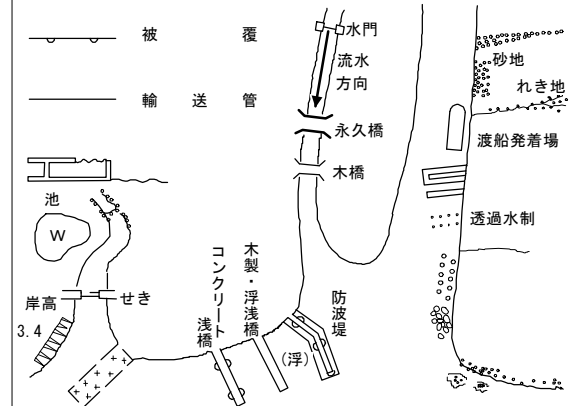 被覆
輸送管
池
W
岸高
3.4
せき
水門
流水
方向
永久橋
木橋
コンクリート
浅橋
木製・浮浅橋
防波堤
(浮)
砂地
れき地
渡船発着場
透過水制